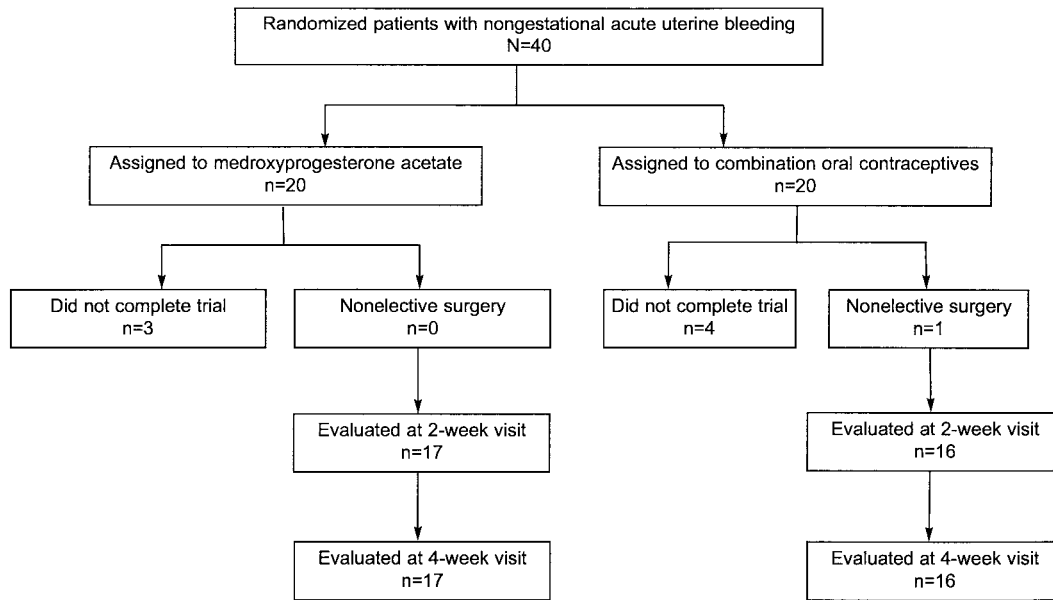 Randomized patients with nongestational acute uterine bleeding
N=40
Assigned to medroxyprogesterone acetate
n=20
Assigned to combination oral contraceptives
n=20
Did not complete trial
n=3
Nonelective surgery
n=0
Did not complete trial
n=4
Nonelective surgery
n=1
Evaluated at 2-week visit
n=17
Evaluated at 2-week visit
n=16
Evaluated at 4-week visit
n=17
Evaluated at 4-week visit
n=16